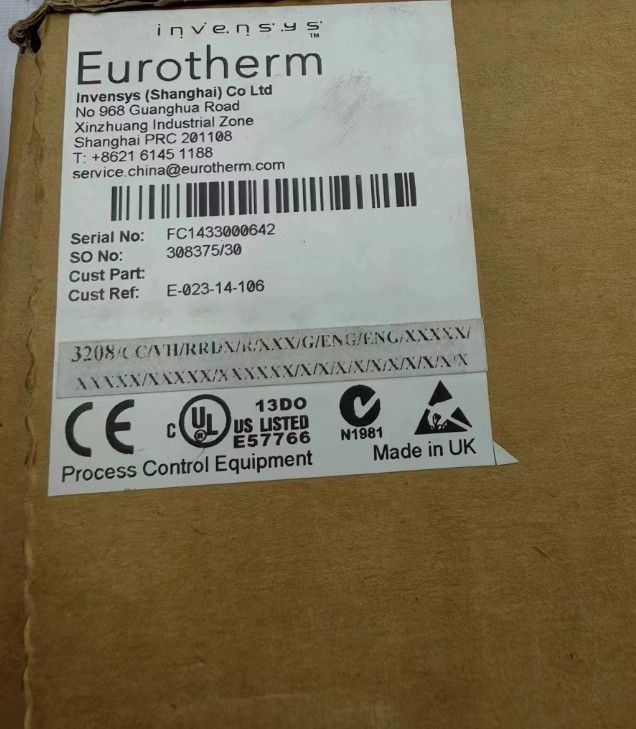 invensys
TM
Eurotherm
Invensys (Shanghai) Co Ltd
No 968 Guanghua Road
Xinzhuang Industrial Zone
Shanghai PRC 201108
T: +8621 6145 1188
service.china@eurotherm.com
Serial No: FC1433000642
SO No: 308375/30
Cust Part:
Cust Ref: E-023-14-106
3208/CC/VH/RRDX/R/XXX/G/ENG/ENG/XXXXX/
XXXXX/XXXXX/XXXXXX/X/X/X/X/X/X/X/X/X
CE
C UL ® US LISTED
13DO
E57766
N1981
Made in UK
Process Control Equipment